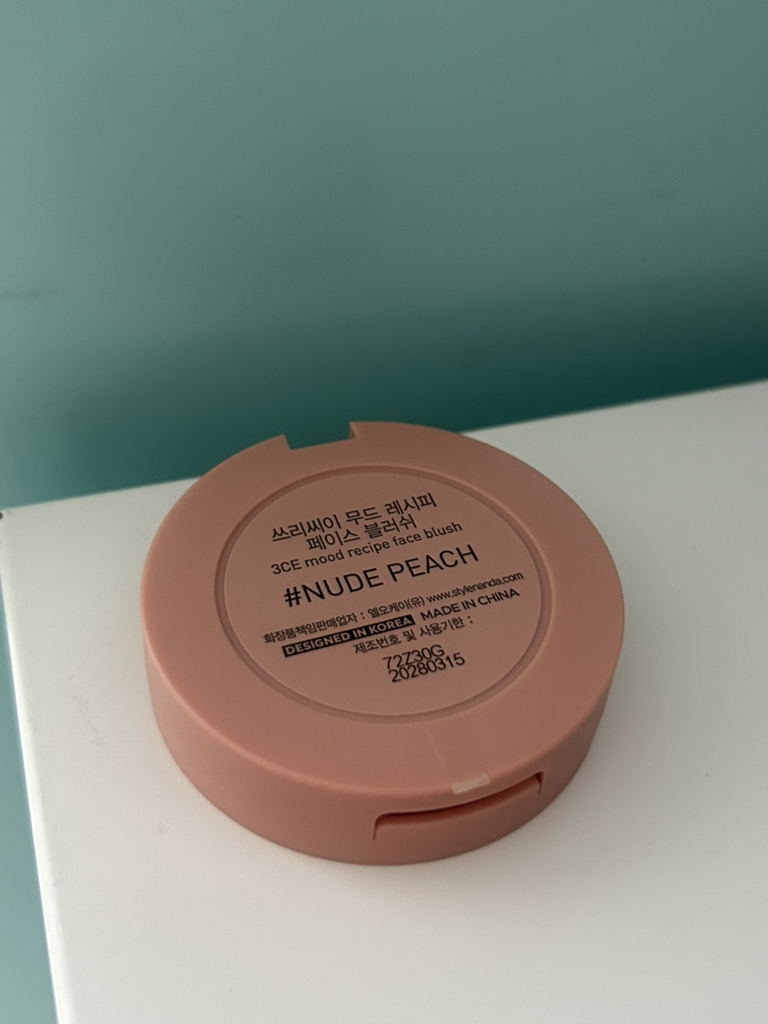 쓰리씨이 무드 레시피
페이스 블러쉬
3CE mood recipe face blush
#NUDE PEACH
화장품책임판매업자 : 엘오케이(유) www.stylenanda.com
DESIGNED IN KOREA MADE IN CHINA
제조번호 및 사용기한 :
72Z30G
20280315